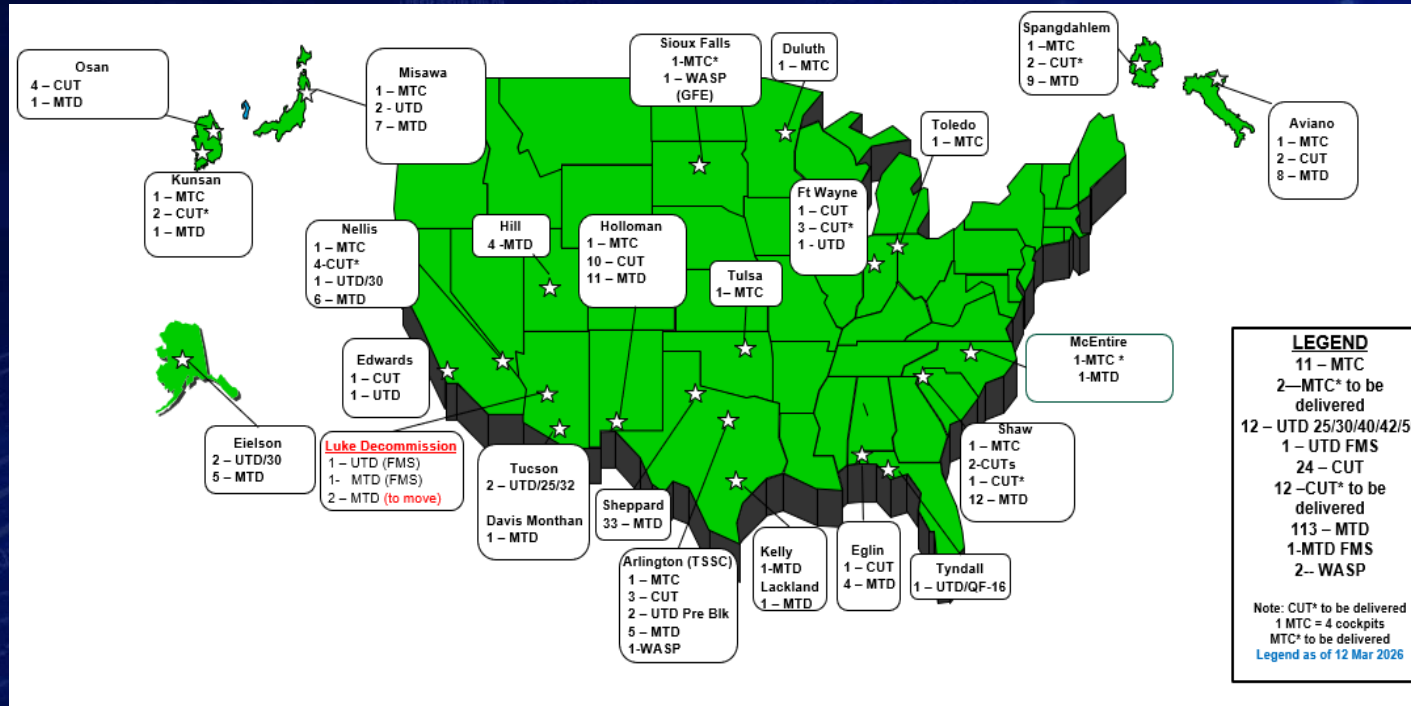 Osan
4 – CUT
1 – MTD
Misawa
1 – MTC
2 - UTD
7 – MTD
Sioux Falls
1-MTC*
1 – WASP
(GFE)
Duluth
1 – MTC
Spangdahlem
1 –MTC
2 – CUT*
9 – MTD
Aviano
1 – MTC
2 – CUT
8 – MTD
Toledo
1 – MTC
Kunsan
1 – MTC
2 – CUT*
1 – MTD
Nellis
1 – MTC
4-CUT*
1 – UTD/30
6 – MTD
Hill
4 -MTD
Holloman
1 – MTC
10 – CUT
11 – MTD
Ft Wayne
1 – CUT
3 – CUT*
1 - UTD
Tulsa
1– MTC
Edwards
1 – CUT
1 – UTD
McEntire
1-MTC *
1-MTD
Eielson
2 – UTD/30
5 – MTD
Luke Decommission
1 – UTD (FMS)
1- MTD (FMS)
2 – MTD (to move)
Tucson
2 – UTD/25/32
Davis Monthan
1 – MTD
Sheppard
33 – MTD
Arlington (TSSC)
1 – MTC
3 – CUT
2 – UTD Pre Blk
5 – MTD
1-WASP
Kelly
1-MTD
Lackland
1 – MTD
Eglin
1 – CUT
4 – MTD
Tyndall
1 – UTD/QF-16
Shaw
1 – MTC
2-CUTs
1 – CUT*
12 – MTD
LEGEND
11 – MTC
2—MTC* to be
delivered
12 – UTD 25/30/40/42/5
1 – UTD FMS
24 – CUT
12 –CUT* to be
delivered
113 – MTD
1-MTD FMS
2-- WASP
Note: CUT* to be delivered
1 MTC = 4 cockpits
MTC* to be delivered
Legend as of 12 Mar 2026